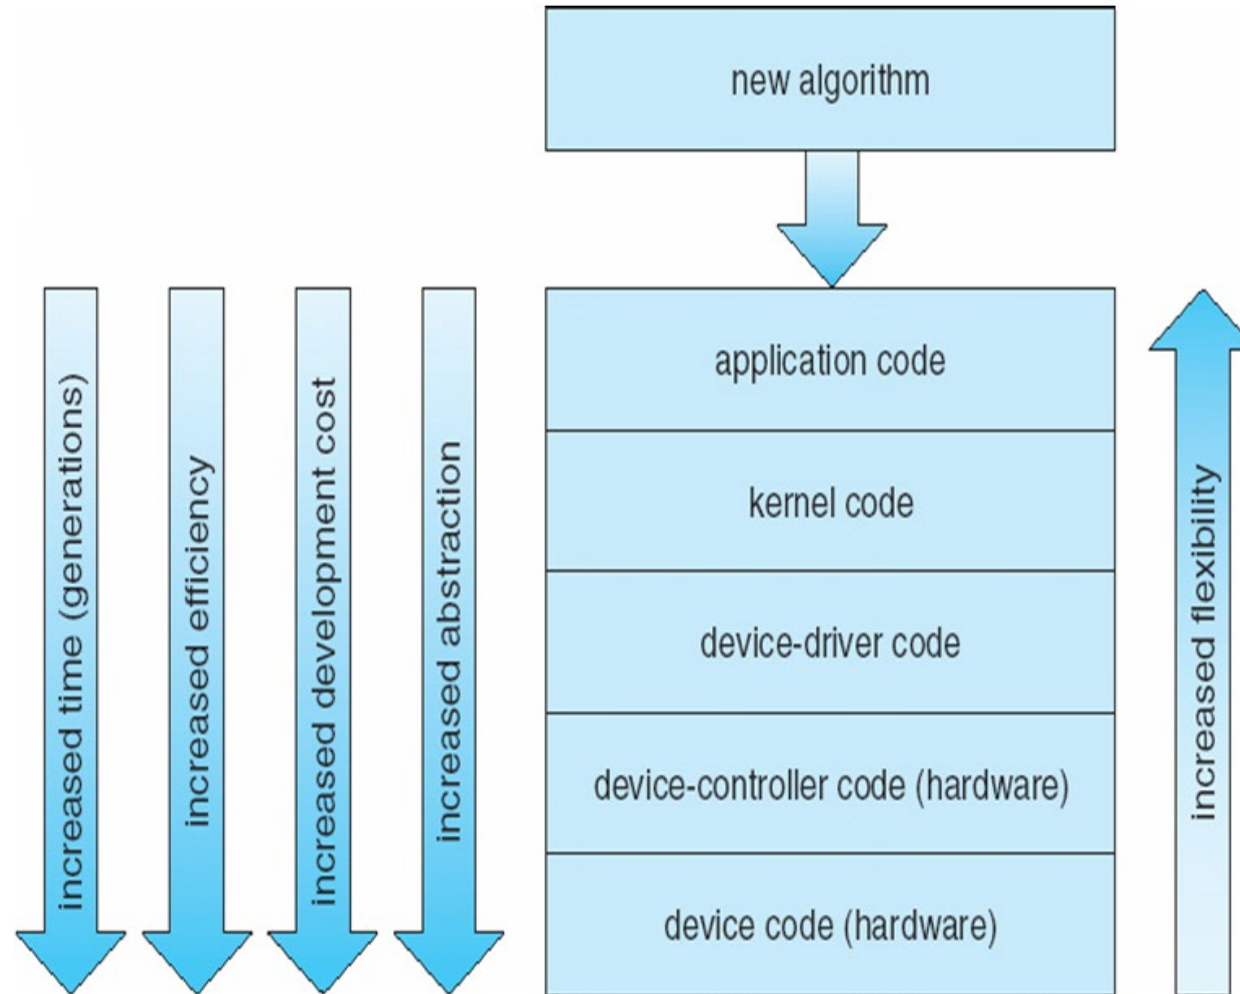 new algorithm
increased time (generations)
increased efficiency
increased development cost
increased abstraction
application code
kernel code
device-driver code
device-controller code (hardware)
device code (hardware)
increased flexibility